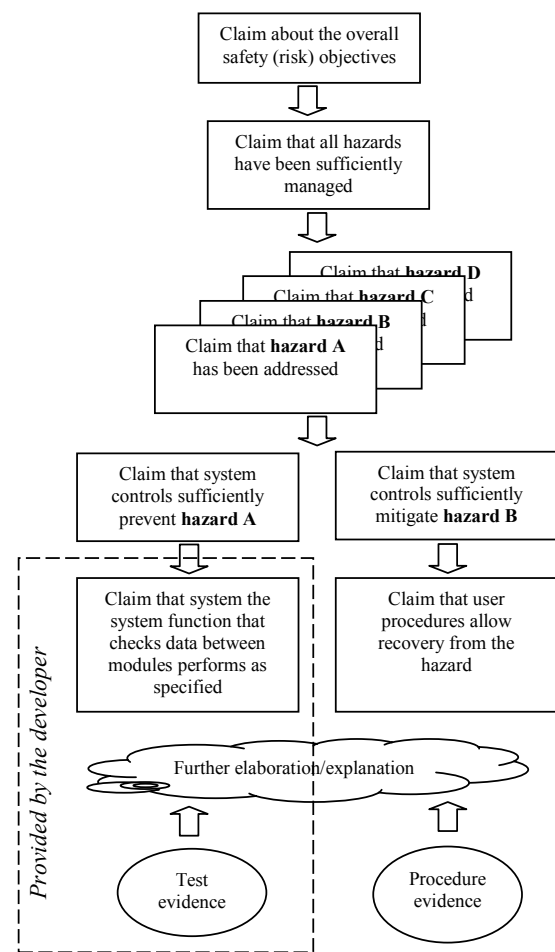 Claim about the overall
safety (risk) objectives
Claim that all hazards
have been sufficiently
managed
Claim that hazard D
d
Claim that hazard C
d
Claim that hazard B
d
Claim that hazard A
has been addressed
Claim that system
controls sufficiently
prevent hazard A
Claim that system
controls sufficiently
mitigate hazard B
Claim that system the
system function that
checks data between
modules performs as
specified
Claim that user
procedures allow
recovery from the
hazard
Provided by the developer
Further elaboration/explanation
Test
evidence
Procedure
evidence